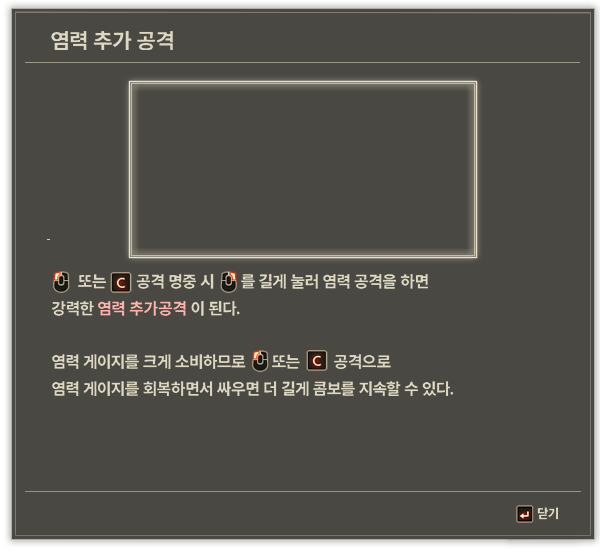 염력 추가 공격
또는 C 공격 명중 시 를 길게 눌러 염력 공격을 하면
강력한 염력 추가공격 이 된다.
염력 게이지를 크게 소비하므로 또는 C 공격으로
염력 게이지를 회복하면서 싸우면 더 길게 콤보를 지속할 수 있다.
닫기